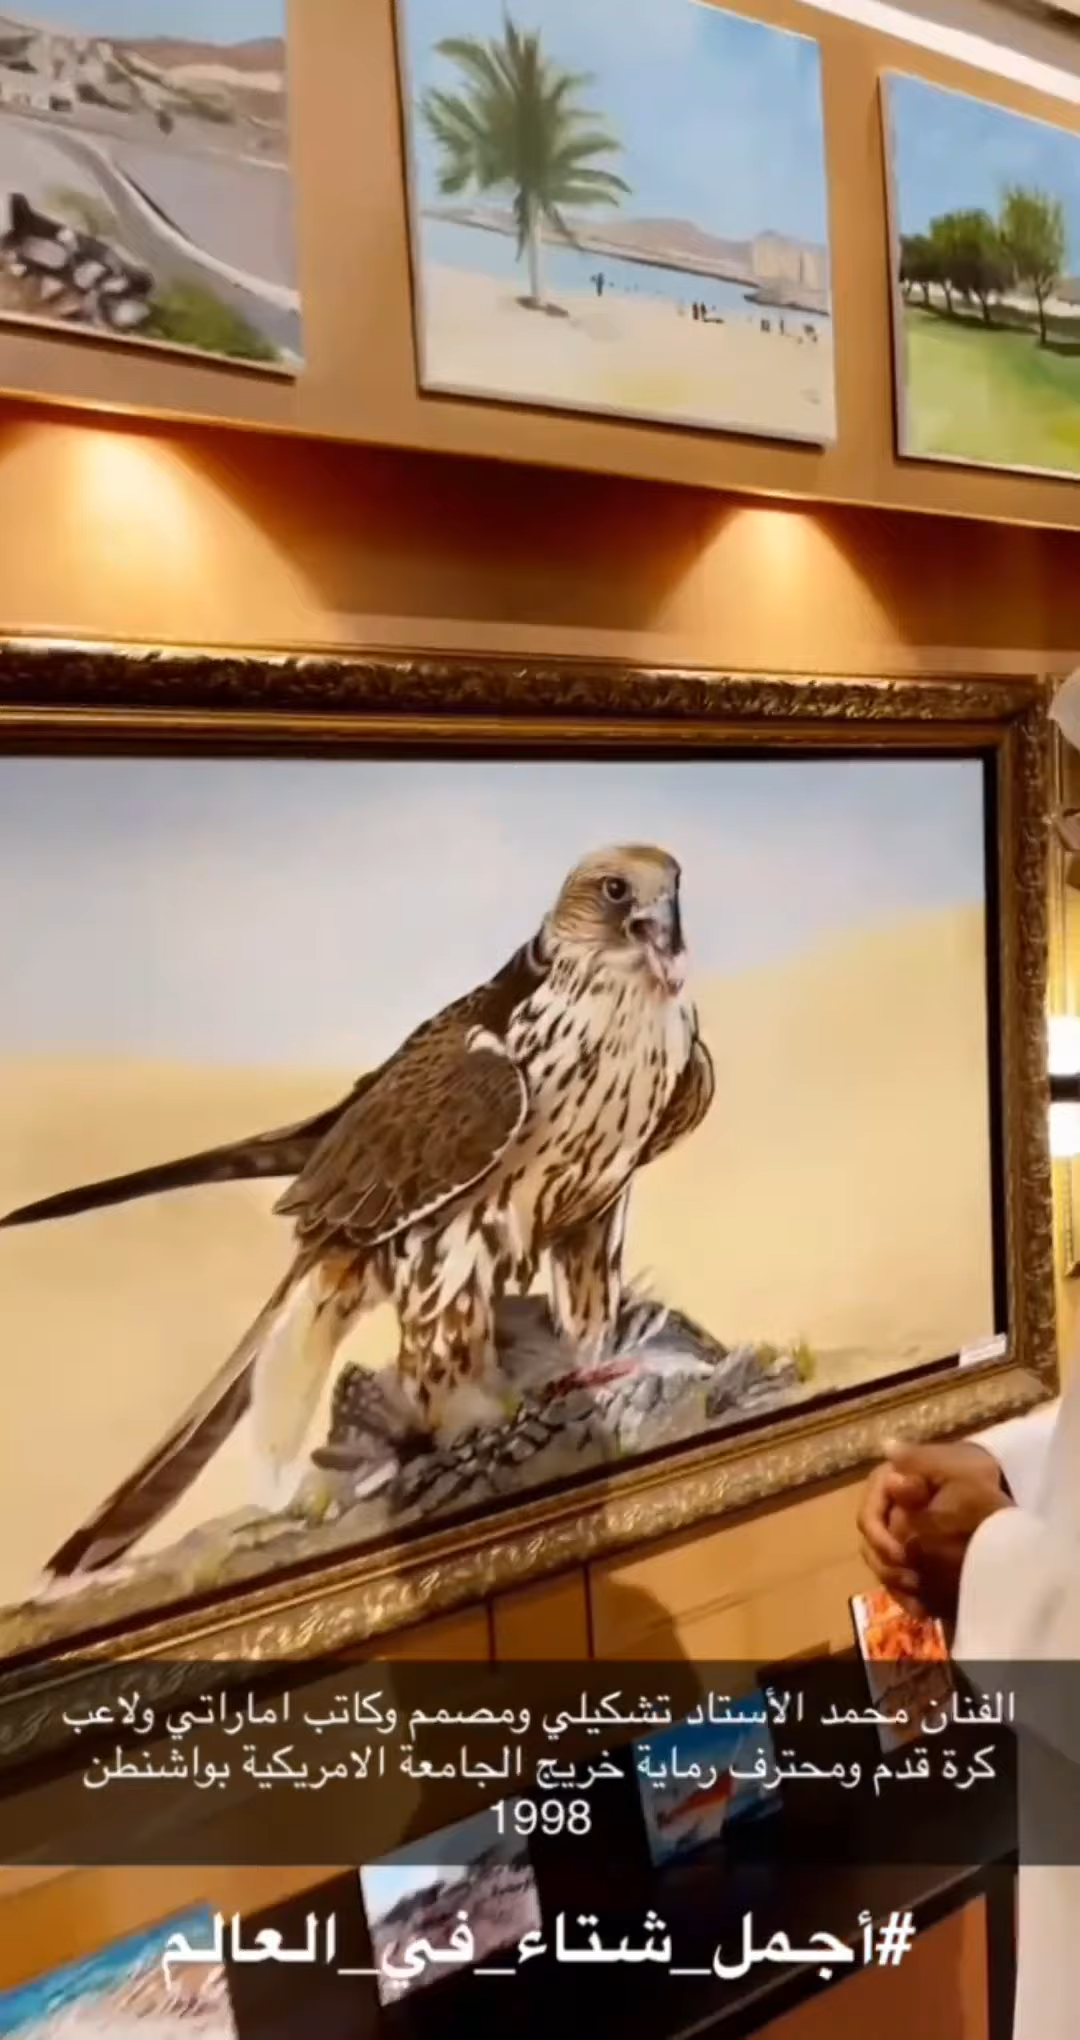 الفنان محمد الأستاد تشكيلي ومصمم وكاتب اماراتي ولاعب
كرة قدم ومحترف رماية خريج الجامعة الامريكية بواشنطن
1998
#أجمل_شتاء_في_العالم